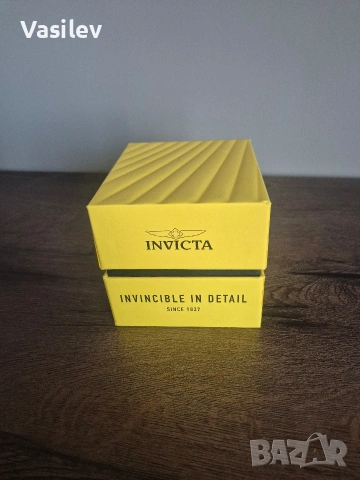 Vasilev
INVICTA
INVINCIBLE IN DETAIL
SINCE 1837
BAZAR